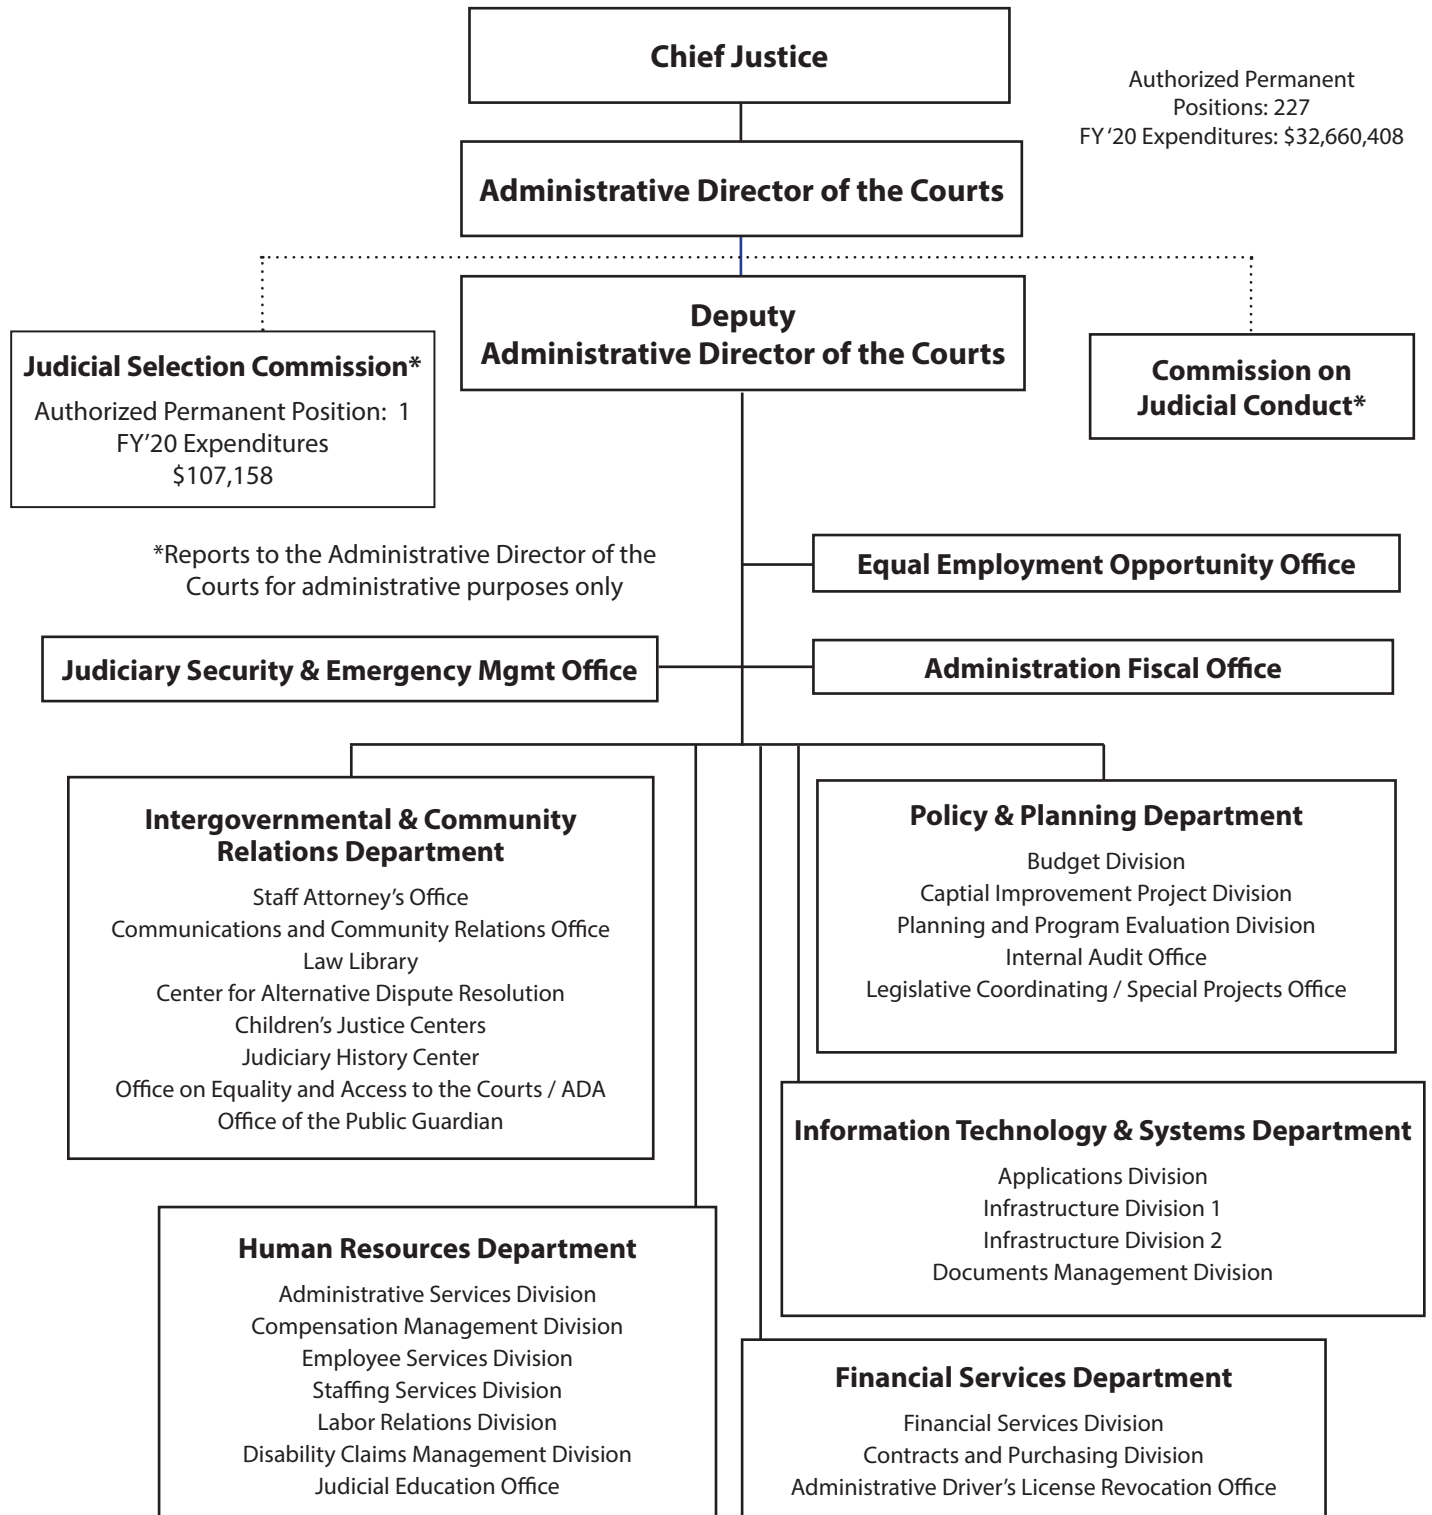 Chief Justice
Authorized Permanent
Positions: 227
FY ‘20 Expenditures: $32,660,408
Administrative Director of the Courts
Deputy
Administrative Director of the Courts
Judicial Selection Commission*
Authorized Permanent Position: 1
FY’20 Expenditures
$107,158
Commission on
Judicial Conduct*
*Reports to the Administrative Director of the
Courts for administrative purposes only
Equal Employment Opportunity Office
Judiciary Security & Emergency Mgmt Office
Administration Fiscal Office
Intergovernmental & Community
Relations Department
Staff Attorney’s Office
Communications and Community Relations Office
Law Library
Center for Alternative Dispute Resolution
Children’s Justice Centers
Judiciary History Center
Office on Equality and Access to the Courts / ADA
Office of the Public Guardian
Policy & Planning Department
Budget Division
Captial Improvement Project Division
Planning and Program Evaluation Division
Internal Audit Office
Legislative Coordinating / Special Projects Office
Information Technology & Systems Department
Applications Division
Infrastructure Division 1
Infrastructure Division 2
Documents Management Division
Human Resources Department
Administrative Services Division
Compensation Management Division
Employee Services Division
Staffing Services Division
Labor Relations Division
Disability Claims Management Division
Judicial Education Office
Financial Services Department
Financial Services Division
Contracts and Purchasing Division
Administrative Driver’s License Revocation Office